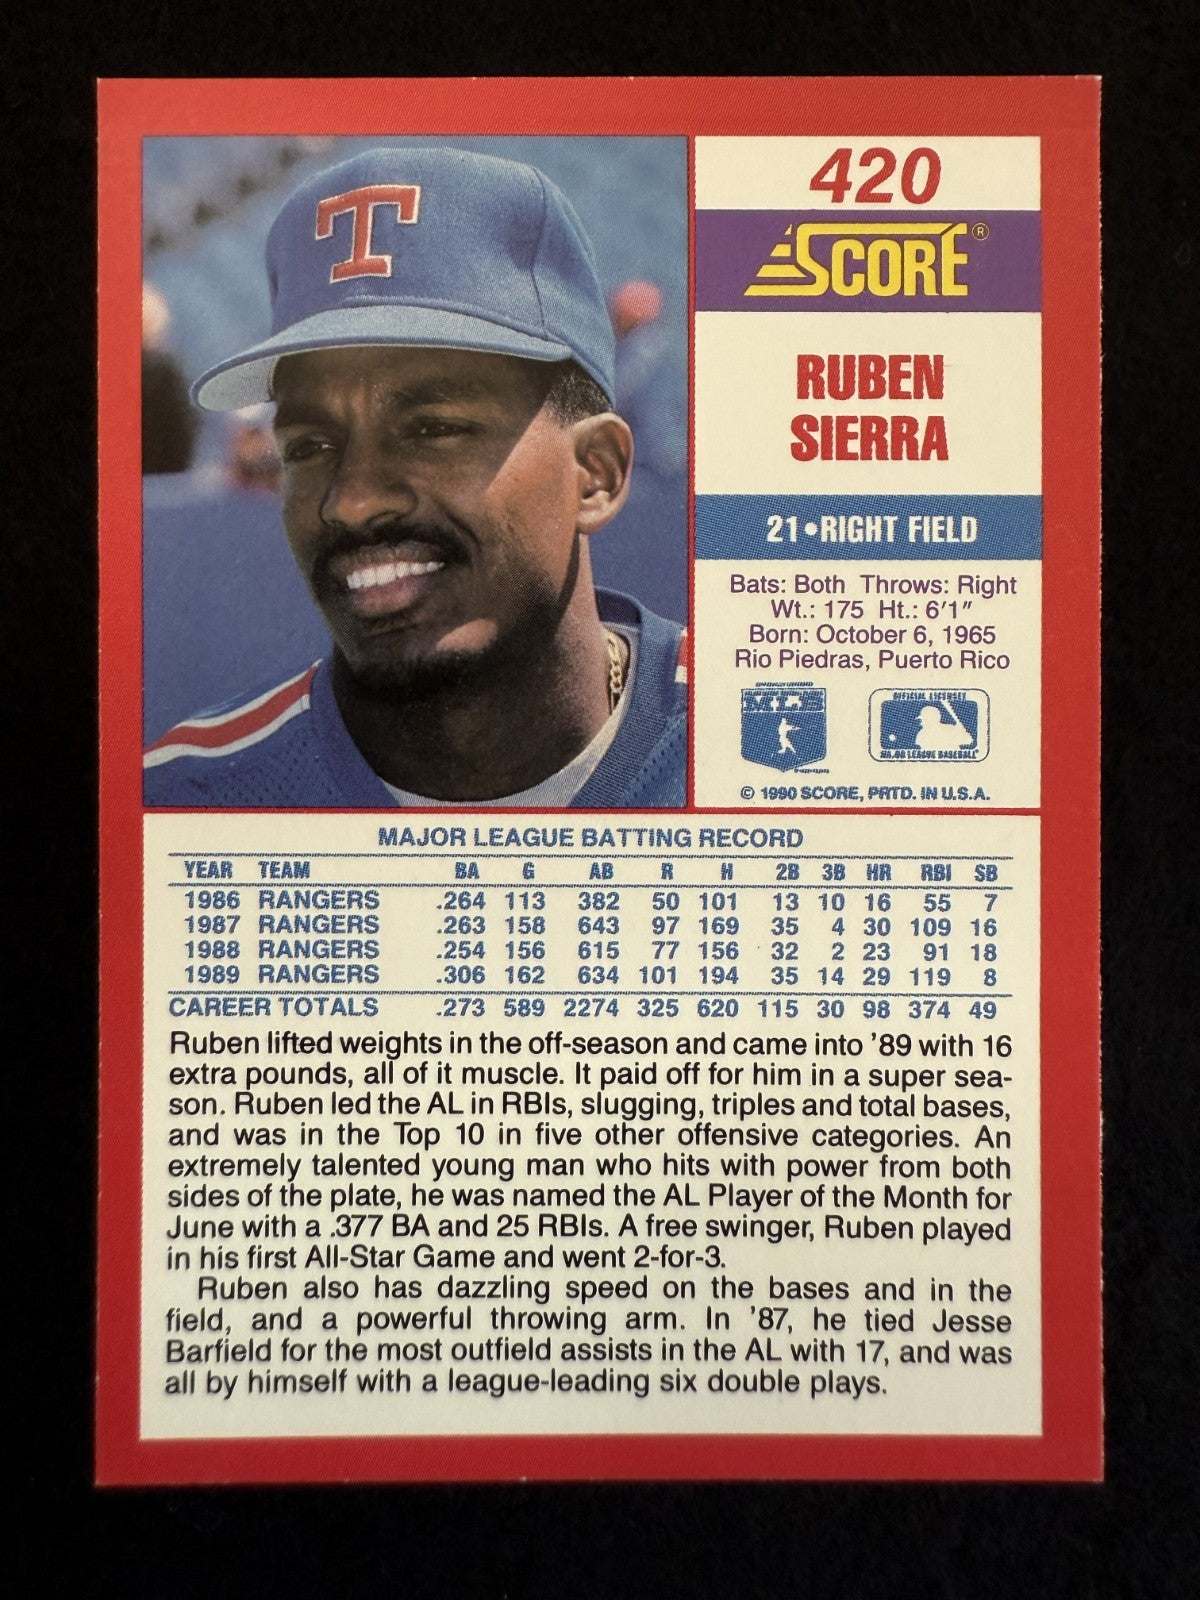 T
420
SCORE ®
RUBEN
SIERRA
21•RIGHT FIELD
Bats: Both Throws: Right
Wt.: 175 Ht.: 6'1"
Born: October 6, 1965
Rio Piedras, Puerto Rico
MLB
OFFICIAL LICENSEE
MAJOR LEAGUE BASEBALL
© 1990 SCORE, PRTD. IN U.S.A.
MAJOR LEAGUE BATTING RECORD
YEAR TEAM BA G AB R H 2B 3B HR RBI SB
1986 RANGERS .264 113 382 50 101 13 10 16 55 7
1987 RANGERS .263 158 643 97 169 35 4 30 109 16
1988 RANGERS .254 156 615 77 156 32 2 23 91 18
1989 RANGERS .306 162 634 101 194 35 14 29 119 8
CAREER TOTALS .273 589 2274 325 620 115 30 98 374 49
Ruben lifted weights in the off-season and came into '89 with 16
extra pounds, all of it muscle. It paid off for him in a super sea-
son. Ruben led the AL in RBIs, slugging, triples and total bases,
and was in the Top 10 in five other offensive categories. An
extremely talented young man who hits with power from both
sides of the plate, he was named the AL Player of the Month for
June with a .377 BA and 25 RBIs. A free swinger, Ruben played
in his first All-Star Game and went 2-for-3.
Ruben also has dazzling speed on the bases and in the
field, and a powerful throwing arm. In '87, he tied Jesse
Barfield for the most outfield assists in the AL with 17, and was
all by himself with a league-leading six double plays.